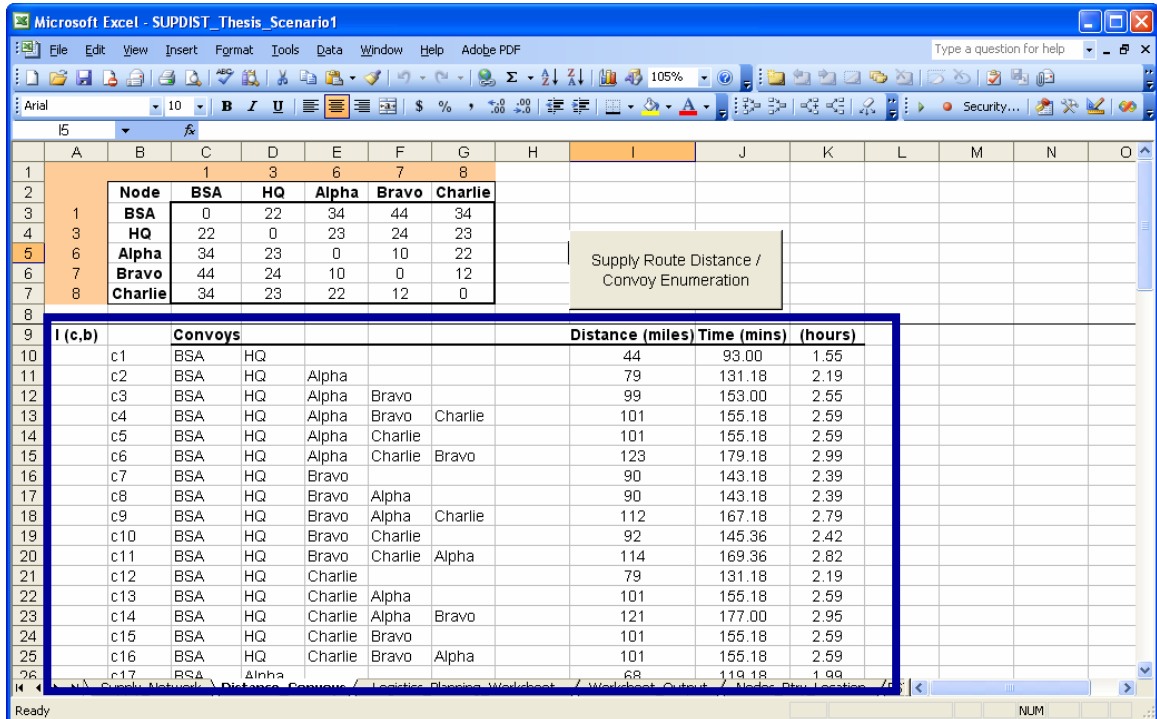 Microsoft Excel - SUPDIST_Thesis_Scenario1
File Edit View Insert Format Tools Data Window Help Adobe PDF Type a question for help
105%
Arial 10 B I U $ % , Security...
I5 fx
A B C D E F G H I J K L M N O
1 1 3 6 7 8
2 Node BSA HQ Alpha Bravo Charlie
3 1 BSA 0 22 34 44 34
4 3 HQ 22 0 23 24 23
5 6 Alpha 34 23 0 10 22
6 7 Bravo 44 24 10 0 12
7 8 Charlie 34 23 22 12 0
Supply Route Distance /
Convoy Enumeration
8
9 I (c,b) Convoys Distance (miles) Time (mins) (hours)
10 c1 BSA HQ 44 93.00 1.55
11 c2 BSA HQ Alpha 79 131.18 2.19
12 c3 BSA HQ Alpha Bravo 99 153.00 2.55
13 c4 BSA HQ Alpha Bravo Charlie 101 155.18 2.59
14 c5 BSA HQ Alpha Charlie 101 155.18 2.59
15 c6 BSA HQ Alpha Charlie Bravo 123 179.18 2.99
16 c7 BSA HQ Bravo 90 143.18 2.39
17 c8 BSA HQ Bravo Alpha 90 143.18 2.39
18 c9 BSA HQ Bravo Alpha Charlie 112 167.18 2.79
19 c10 BSA HQ Bravo Charlie 92 145.36 2.42
20 c11 BSA HQ Bravo Charlie Alpha 114 169.36 2.82
21 c12 BSA HQ Charlie 79 131.18 2.19
22 c13 BSA HQ Charlie Alpha 101 155.18 2.59
23 c14 BSA HQ Charlie Alpha Bravo 121 177.00 2.95
24 c15 BSA HQ Charlie Bravo 101 155.18 2.59
25 c16 BSA HQ Charlie Bravo Alpha 101 155.18 2.59
26 c17 BSA Alpha 68 119.18 1.99
Supply_Network Distance_Convoys Logistics_Planning_Worksheet Worksheet_Output
Ready NUM